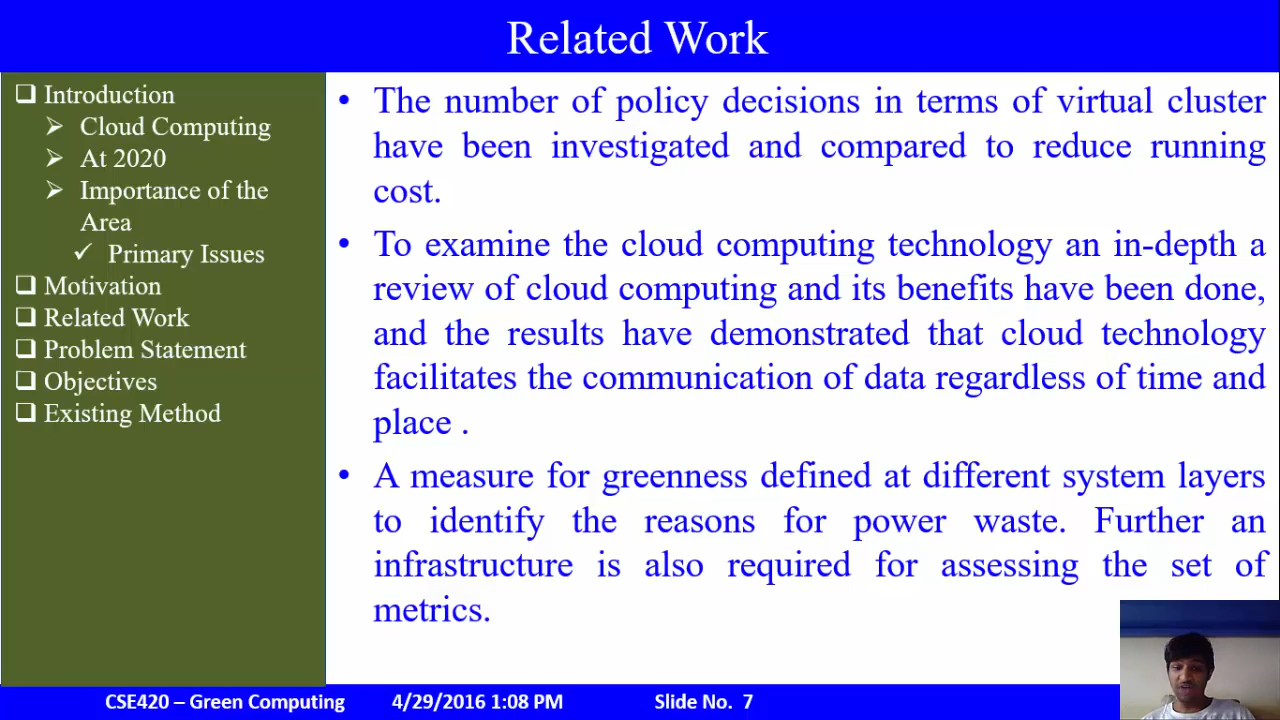 Related Work
Introduction
Cloud Computing
At 2020
Importance of the
Area
Primary Issues
Motivation
Related Work
Problem Statement
Objectives
Existing Method
• The number of policy decisions in terms of virtual cluster
have been investigated and compared to reduce running
cost.
• To examine the cloud computing technology an in-depth a
review of cloud computing and its benefits have been done,
and the results have demonstrated that cloud technology
facilitates the communication of data regardless of time and
place .
• A measure for greenness defined at different system layers
to identify the reasons for power waste. Further an
infrastructure is also required for assessing the set of
metrics.
CSE420 – Green Computing 4/29/2016 1:08 PM Slide No. 7